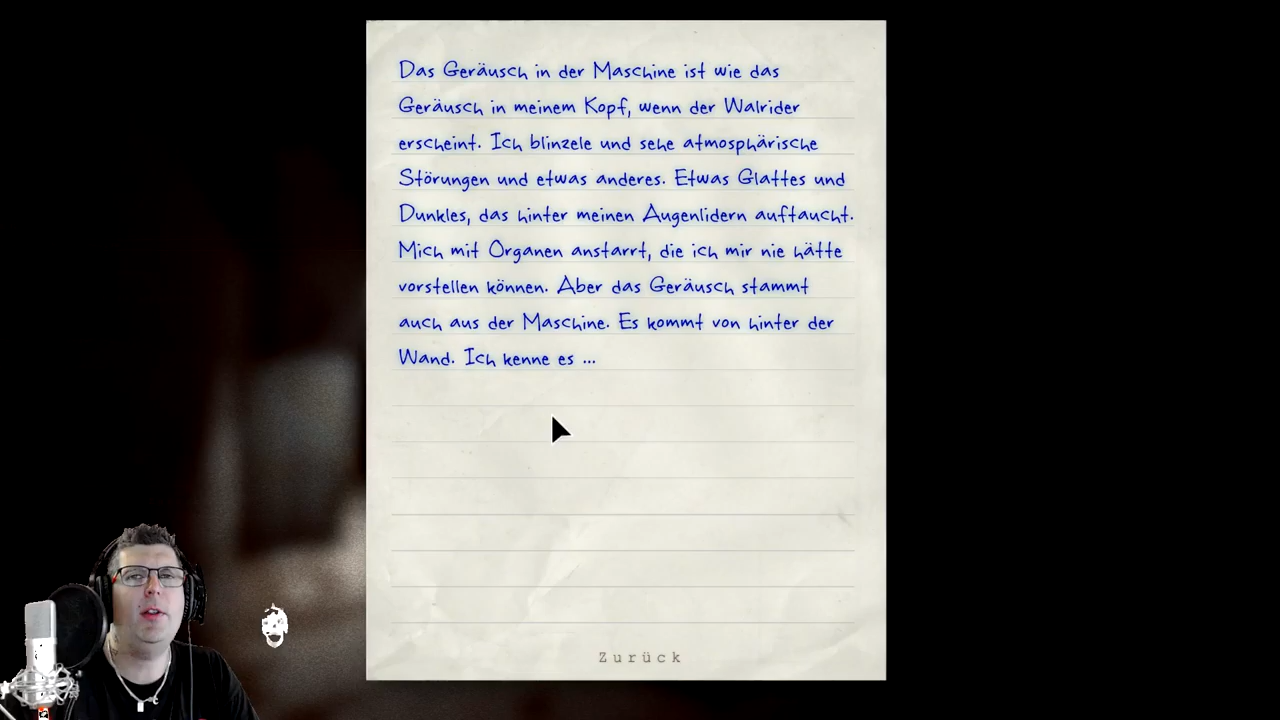 Das Geräusch in der Maschine ist wie das
Geräusch in meinem Kopf, wenn der Walrider
erscheint. Ich blinzele und sehe atmosphärische
Störungen und etwas anderes. Etwas Glattes und
Dunkles, das hinter meinen Augenlidern auftaucht.
Mich mit Organen anstarrt, die ich mir nie hätte
vorstellen können. Aber das Geräusch stammt
auch aus der Maschine. Es kommt von hinter der
Wand. Ich kenne es ...
Zurück